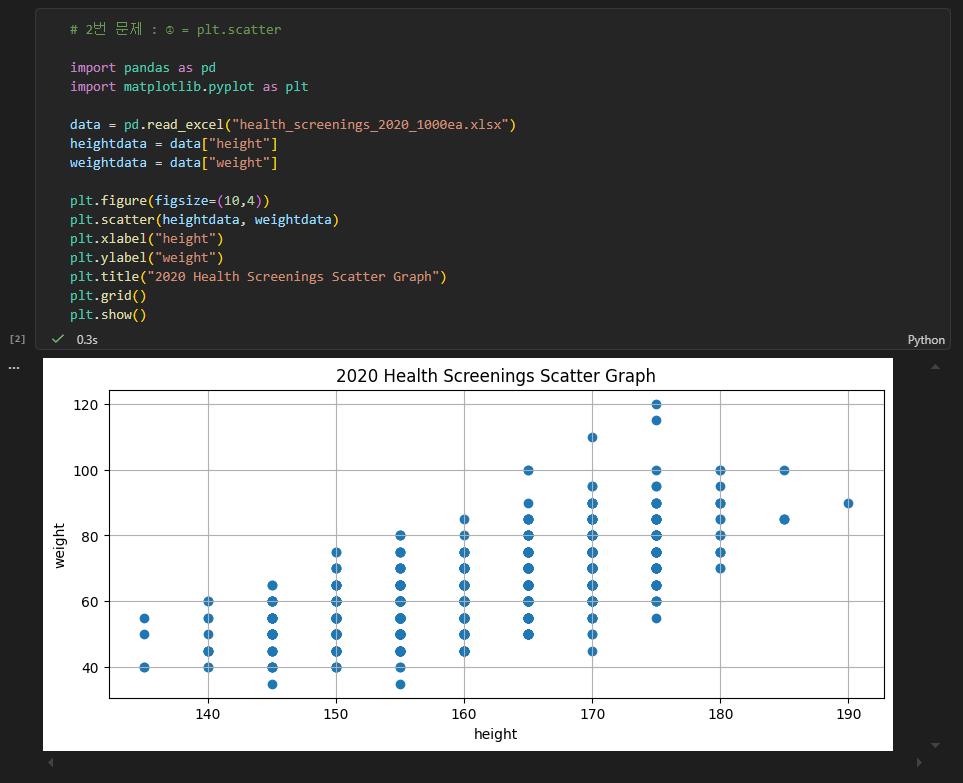 # 2번 문제 : ① = plt.scatter
import pandas as pd
import matplotlib.pyplot as plt
data = pd.read_excel("health_screenings_2020_1000ea.xlsx")
heightdata = data["height"]
weightdata = data["weight"]
plt.figure(figsize=(10,4))
plt.scatter(heightdata, weightdata)
plt.xlabel("height")
plt.ylabel("weight")
plt.title("2020 Health Screenings Scatter Graph")
plt.grid()
plt.show()
[2]
0.3s
Python
...
2020 Health Screenings Scatter Graph
120
100
80
60
40
weight
140 150 160 170 180 190
height